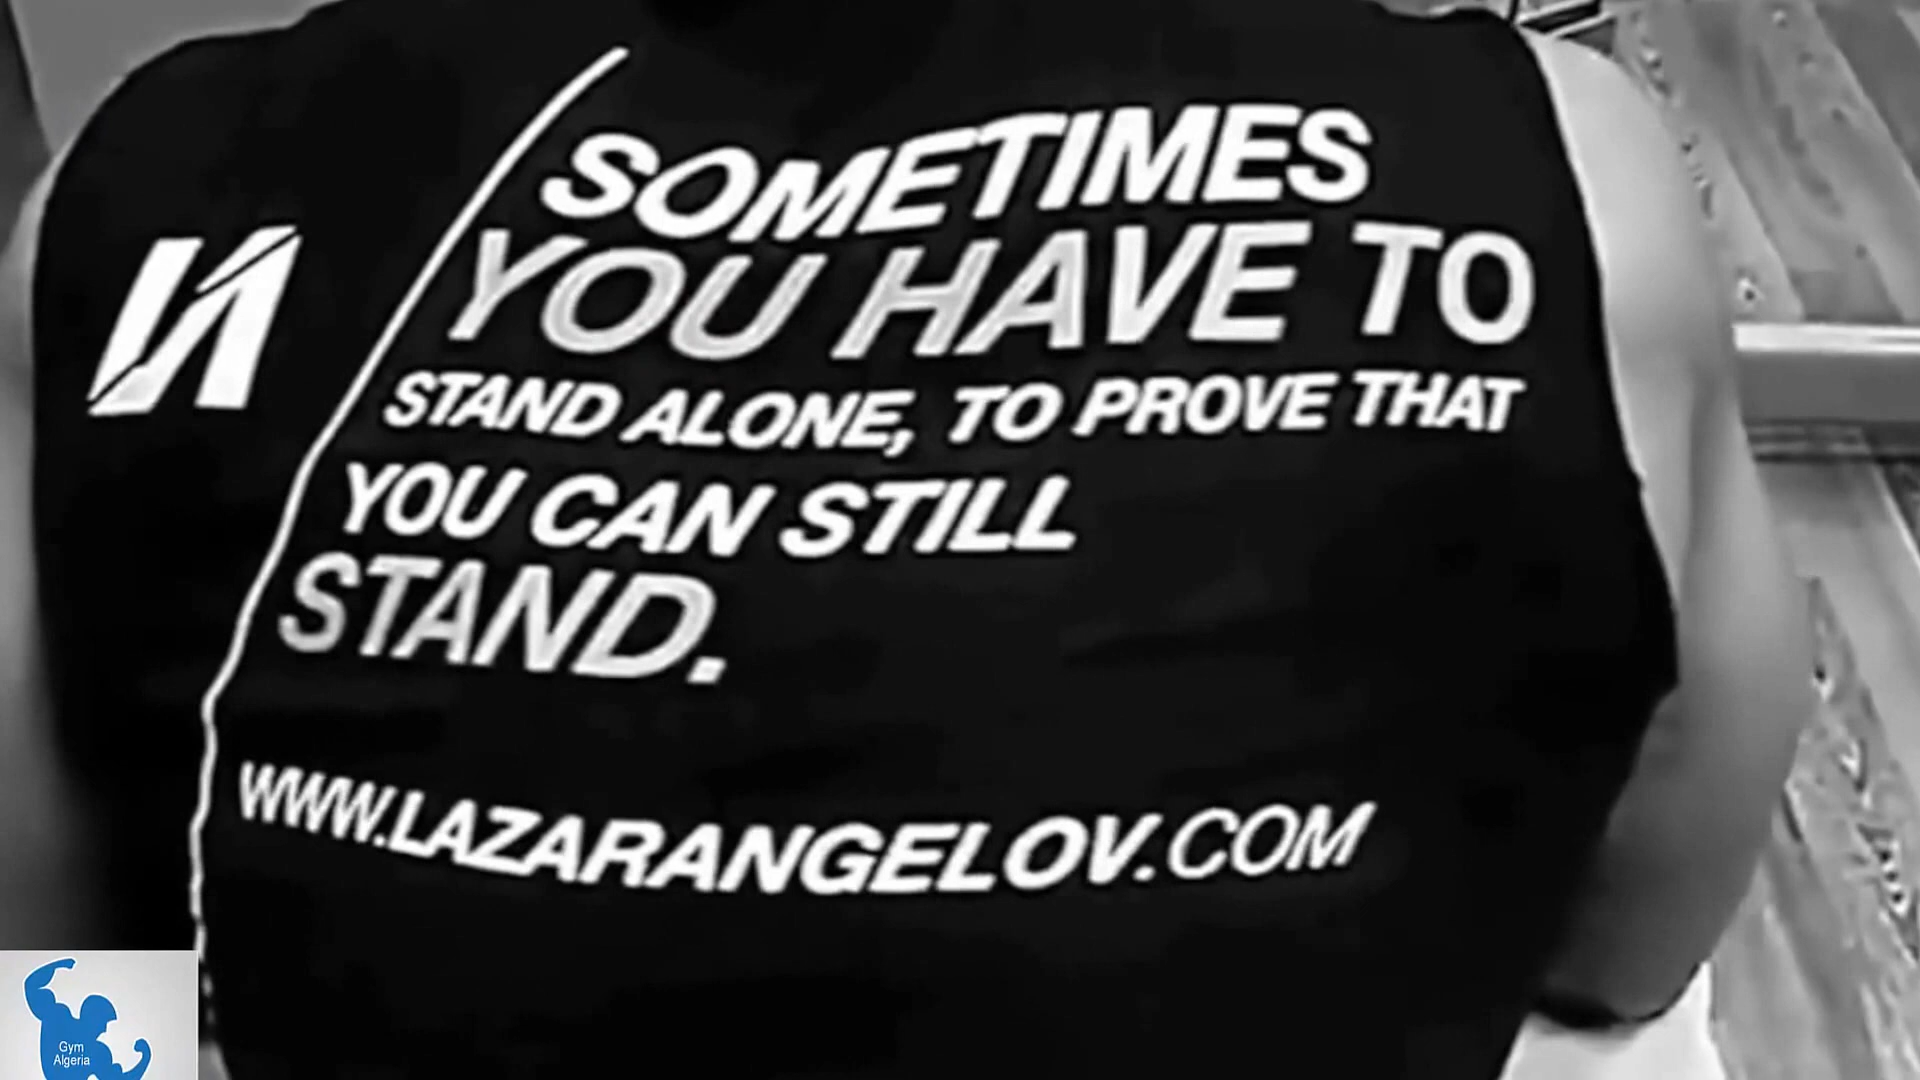 SOMETIMES
YOU HAVE TO
STAND ALONE, TO PROVE THAT
YOU CAN STILL
STAND.
WWW.LAZARANGELOV.COM
Gym
Algeria